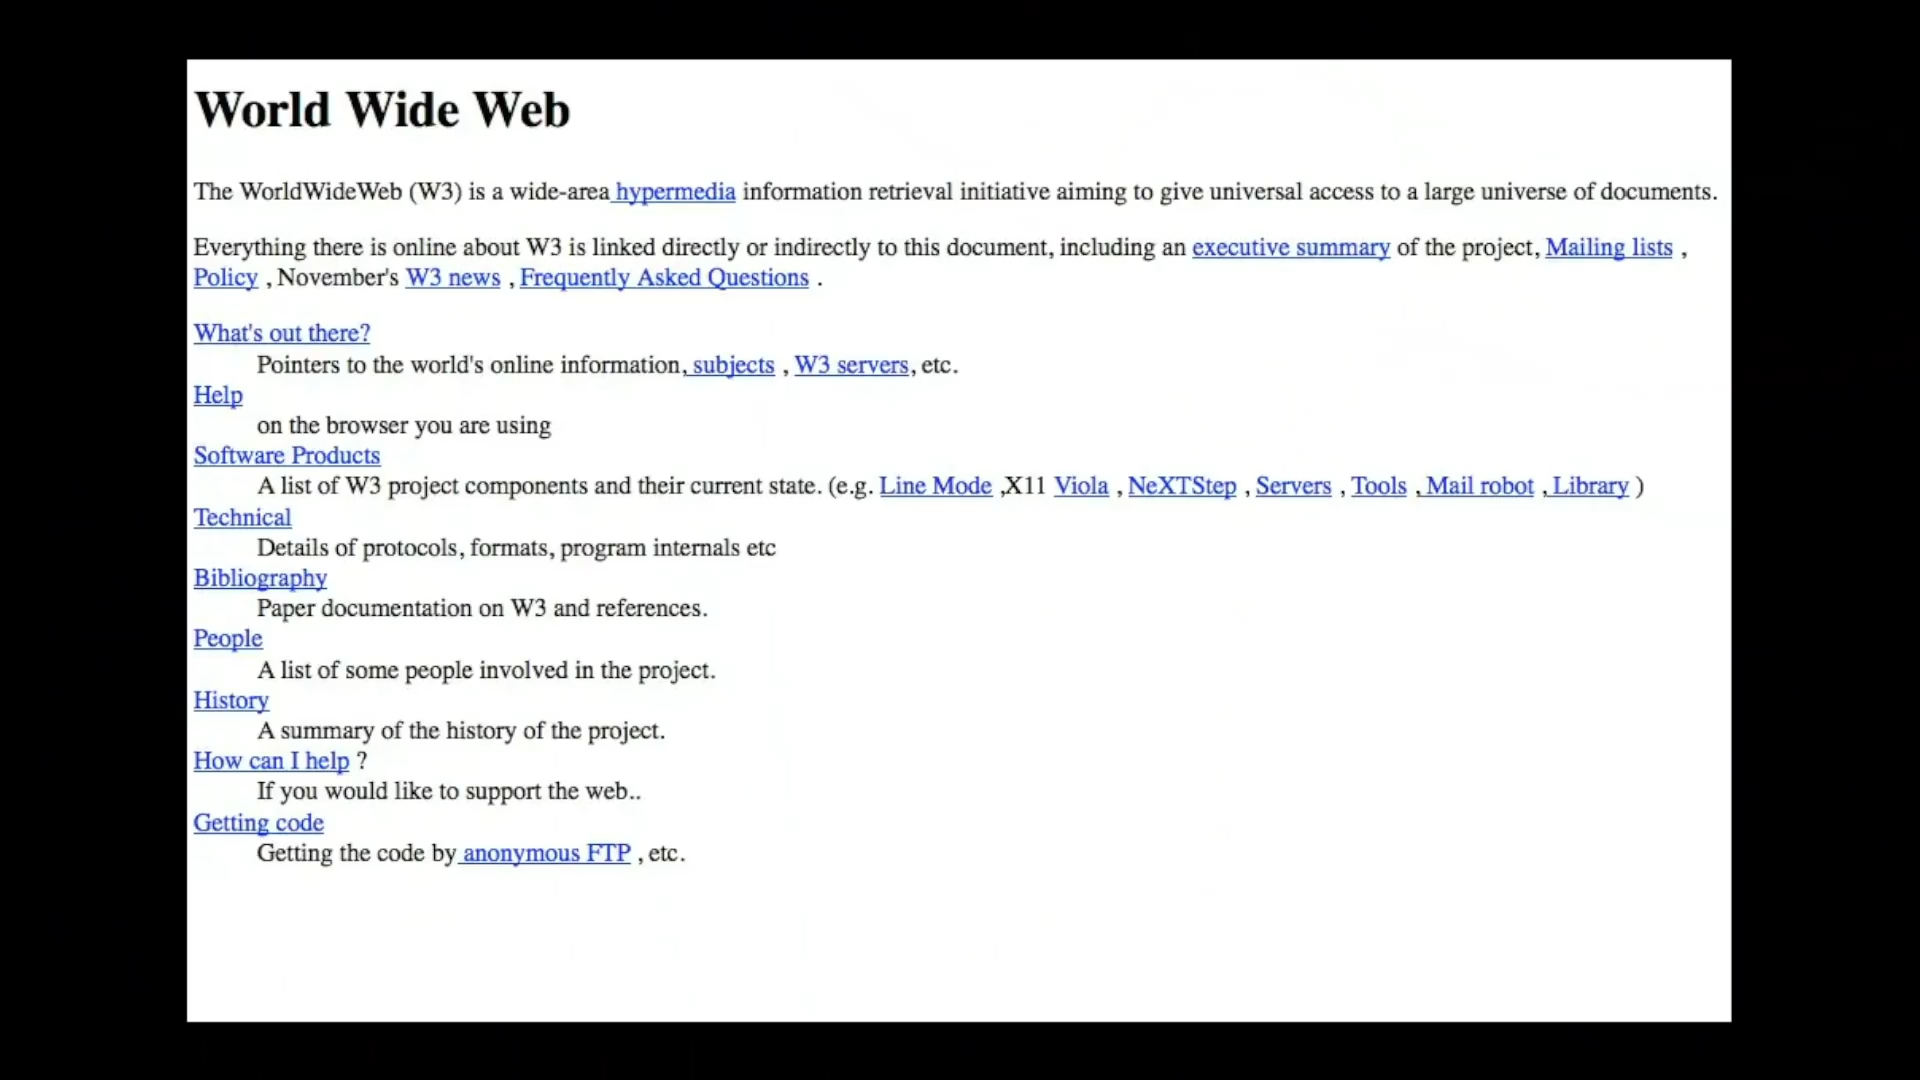 World Wide Web
The WorldWideWeb (W3) is a wide-area hypermedia information retrieval initiative aiming to give universal access to a large universe of documents.
Everything there is online about W3 is linked directly or indirectly to this document, including an executive summary of the project, Mailing lists ,
Policy , November's W3 news , Frequently Asked Questions .
What's out there?
Pointers to the world's online information, subjects , W3 servers, etc.
Help
on the browser you are using
Software Products
A list of W3 project components and their current state. (e.g. Line Mode ,X11 Viola , NeXTStep , Servers , Tools , Mail robot , Library )
Technical
Details of protocols, formats, program internals etc
Bibliography
Paper documentation on W3 and references.
People
A list of some people involved in the project.
History
A summary of the history of the project.
How can I help ?
If you would like to support the web..
Getting code
Getting the code by anonymous FTP , etc.